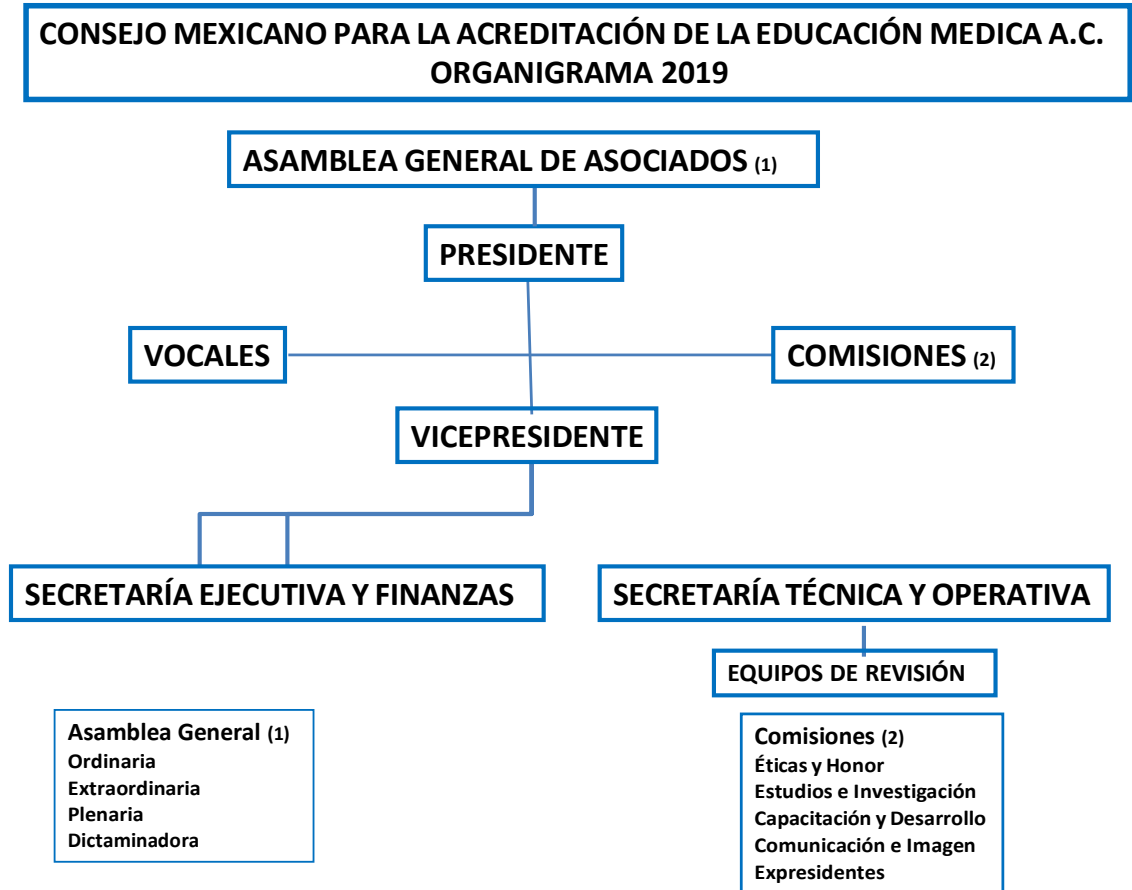 CONSEJO MEXICANO PARA LA ACREDITACIÓN DE LA EDUCACIÓN MEDICA A.C.
ORGANIGRAMA 2019
ASAMBLEA GENERAL DE ASOCIADOS (1)
PRESIDENTE
VOCALES
COMISIONES (2)
VICEPRESIDENTE
SECRETARÍA EJECUTIVA Y FINANZAS
SECRETARÍA TÉCNICA Y OPERATIVA
EQUIPOS DE REVISIÓN
Asamblea General (1)
Ordinaria
Extraordinaria
Plenaria
Dictaminadora
Comisiones (2)
Éticas y Honor
Estudios e Investigación
Capacitación y Desarrollo
Comunicación e Imagen
Expresidentes